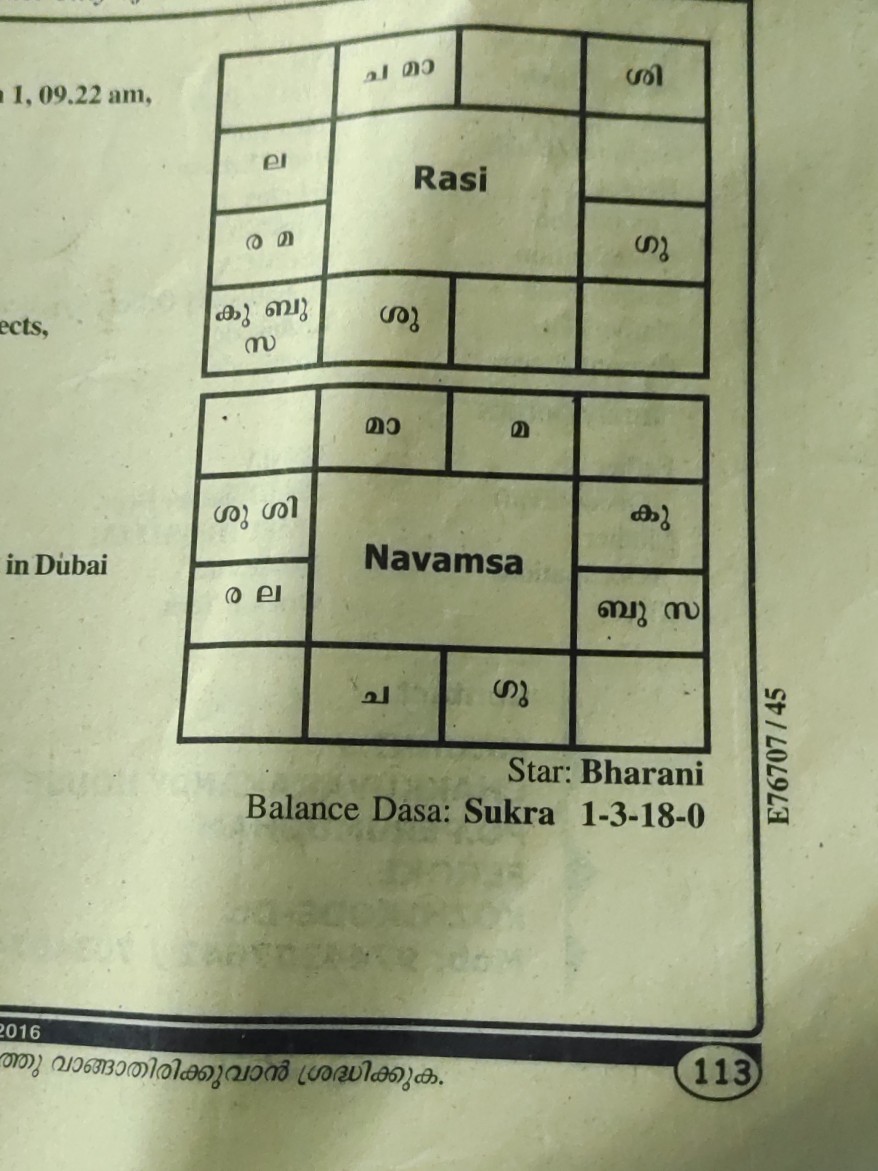 1, 09.22 am,
ച മാ
ശി
ല
Rasi
ര മ
ഗു
കു ബു
സ
ശു
ects,
മാ
മ
ശു ശി
കു
Navamsa
in Dubai
ര ല
ബു സ
ച
ഗു
Star: Bharani
Balance Dasa: Sukra 1-3-18-0
E76707 / 45
2016
ത്തു വാങ്ങാതിരിക്കുവാൻ ശ്രദ്ധിക്കുക.
113